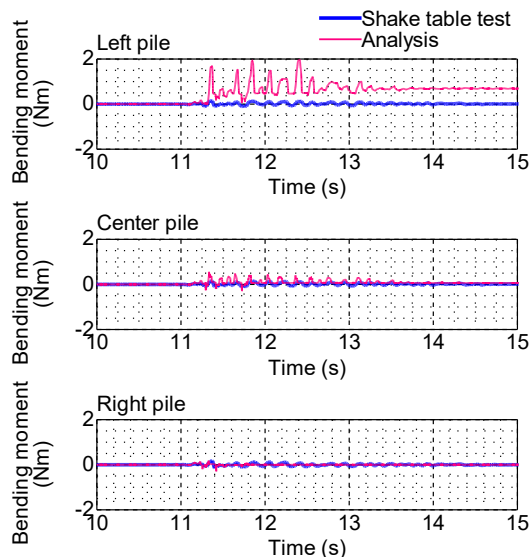 Shake table test
Analysis
Left pile
Bending moment
(Nm)
2
0
-2
10 11 12 13 14 15
Time (s)
Center pile
Bending moment
(Nm)
2
0
-2
10 11 12 13 14 15
Time (s)
Right pile
Bending moment
(Nm)
2
0
-2
10 11 12 13 14 15
Time (s)